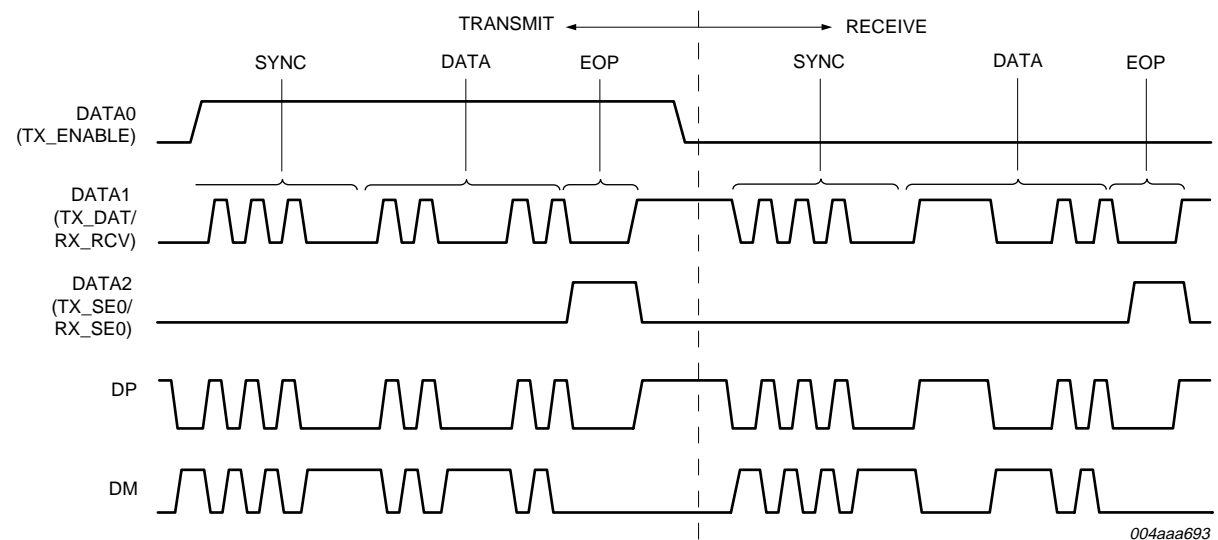 TRANSMIT RECEIVE
SYNC DATA EOP SYNC DATA EOP
DATA0
(TX_ENABLE)
DATA1
(TX_DAT/
RX_RCV)
DATA2
(TX_SE0/
RX_SE0)
DP
DM
004aaa693